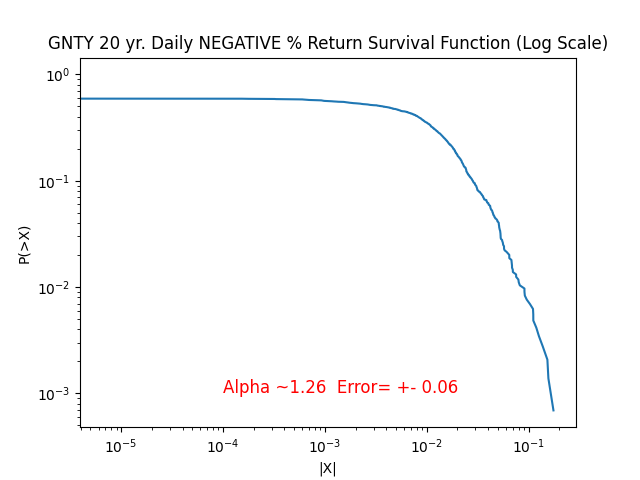 GNTY 20 yr. Daily NEGATIVE % Return Survival Function (Log Scale)
10⁰
10⁻¹
10⁻²
10⁻³
P(>X)
Alpha ~1.26  Error= +- 0.06
10⁻⁵ 10⁻⁴ 10⁻³ 10⁻² 10⁻¹
|X|